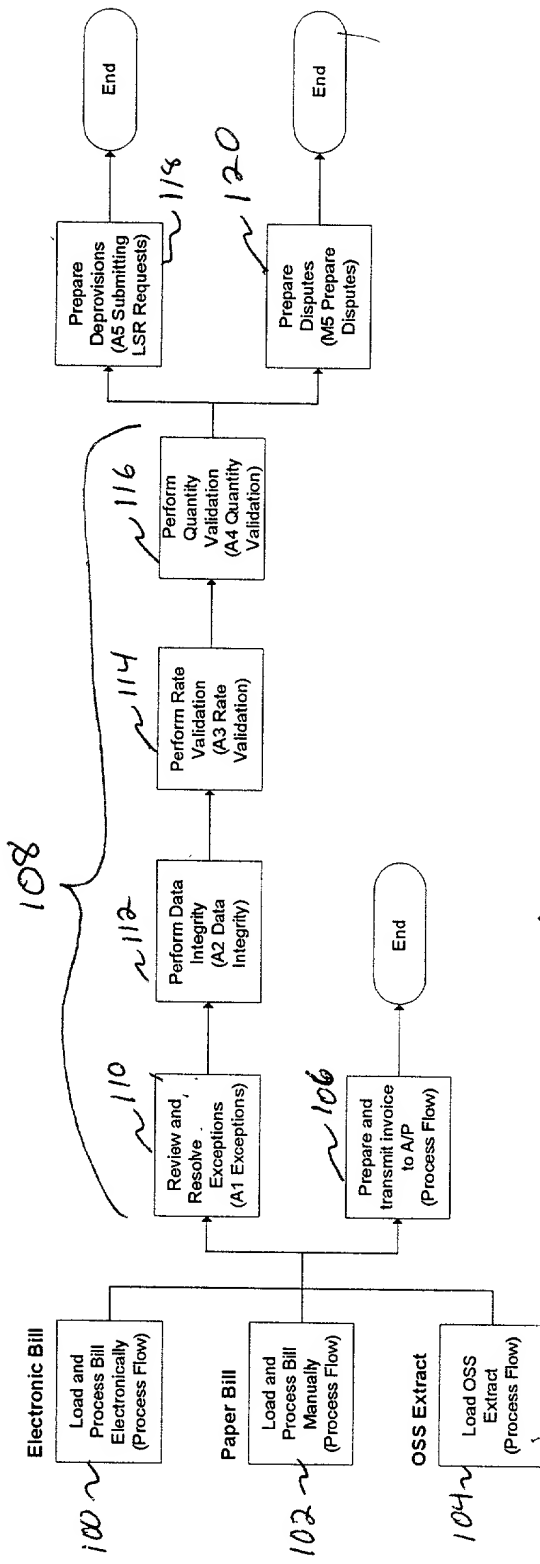 108
Electronic Bill
100
Load and
Process Bill
Electronically
(Process Flow)
Paper Bill
102
Load and
Process Bill
Manually
(Process Flow)
OSS Extract
104
Load OSS
Extract
(Process Flow)
110
Review and
Resolve
Exceptions
(A1 Exceptions)
106
Prepare and
transmit invoice
to A/P
(Process Flow)
End
112
Perform Data
Integrity
(A2 Data
Integrity)
114
Perform Rate
Validation
(A3 Rate
Validation)
116
Perform
Quantity
Validation
(A4 Quantity
Validation)
118
Prepare
Deprovisions
(A5 Submitting
LSR Requests)
End
120
Prepare
Disputes
(M5 Prepare
Disputes)
End